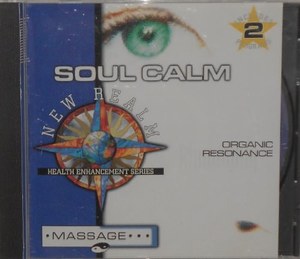 2
SOUL CALM
NEW REALM
HEALTH ENHANCEMENT SERIES
ORGANIC
RESONANCE
•MASSAGE•••